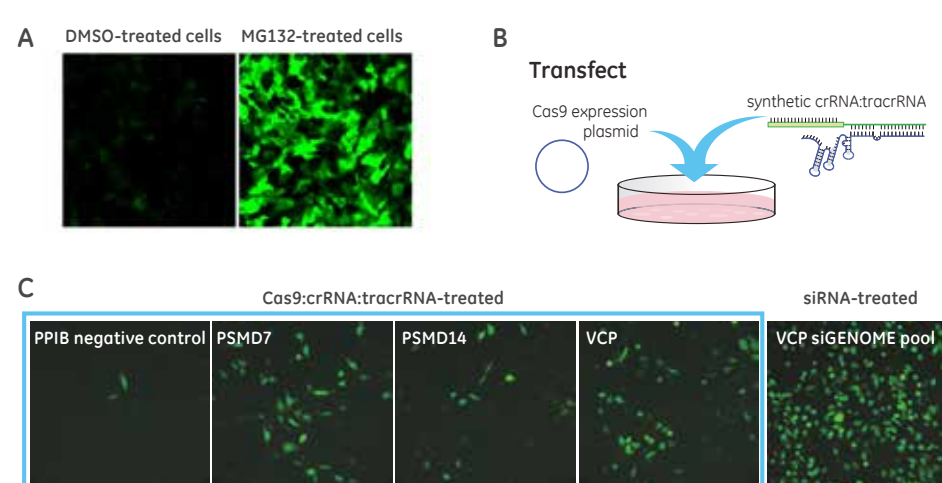 A
DMSO-treated cells
MG132-treated cells
B
Transfect
Cas9 expression
plasmid
synthetic crRNA:tracrRNA
C
Cas9:crRNA:tracrRNA-treated
siRNA-treated
PPIB negative control
PSMD7
PSMD14
VCP
VCP siGENOME pool